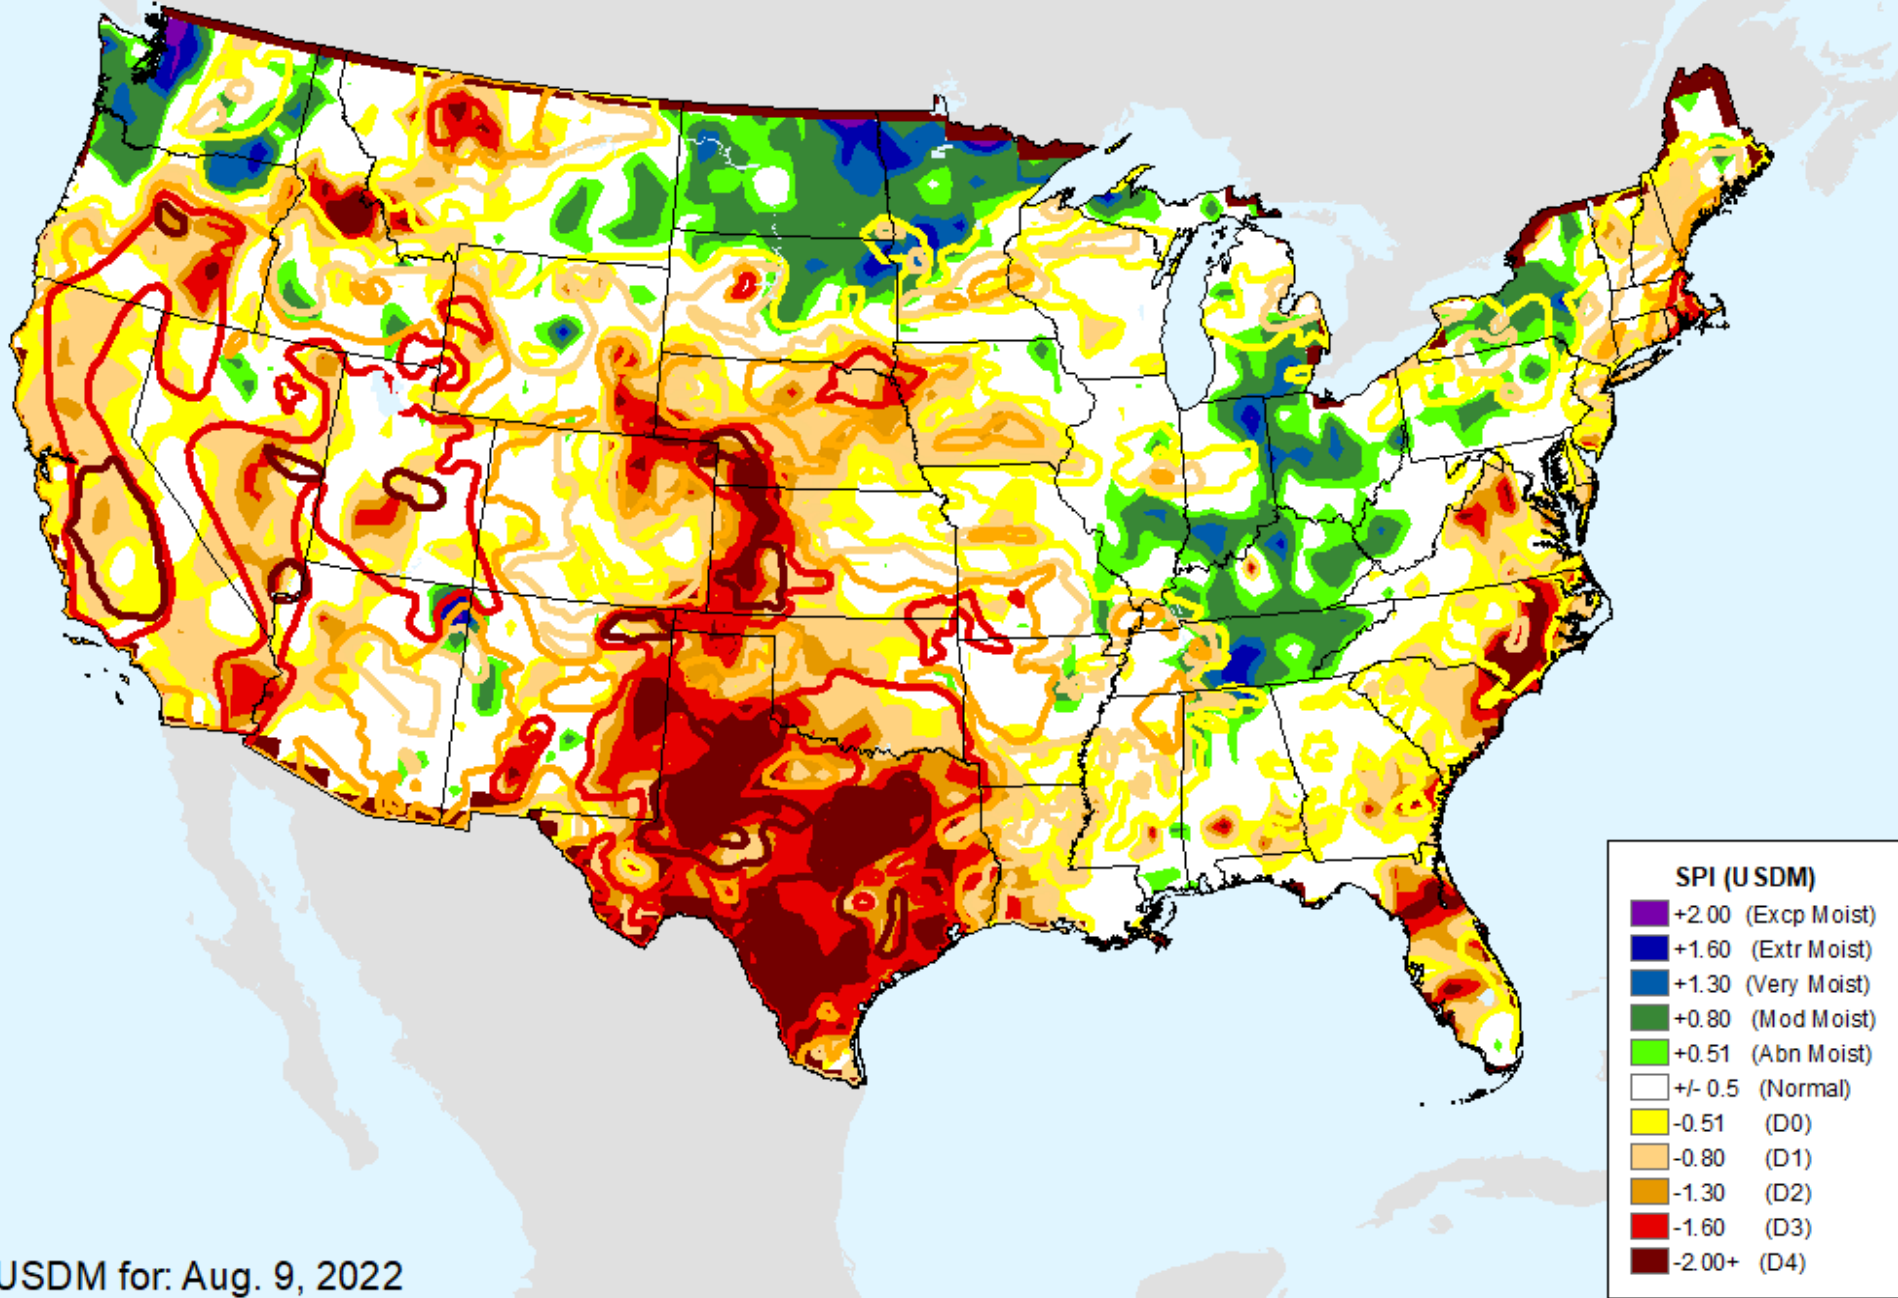 SPI (USDM)
+2.00 (Excp Moist)
+1.60 (Extr Moist)
+1.30 (Very Moist)
+0.80 (Mod Moist)
+0.51 (Abn Moist)
+/- 0.5 (Normal)
-0.51 (D0)
-0.80 (D1)
-1.30 (D2)
-1.60 (D3)
-2.00+ (D4)
USDM for: Aug. 9, 2022